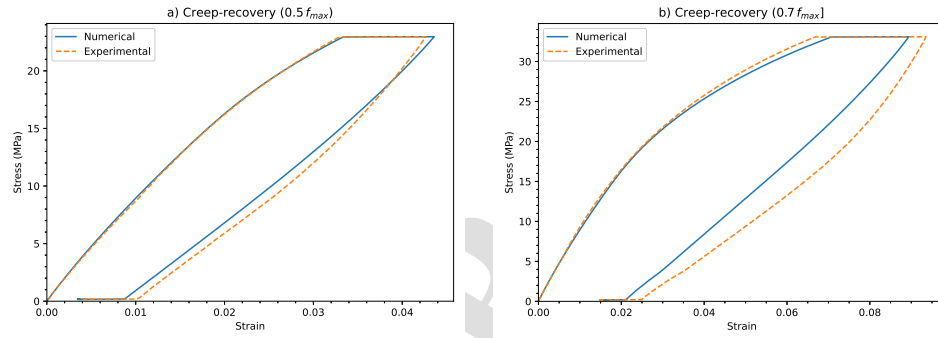 a) Creep-recovery (0.5 fmax)
Numerical
Experimental
Stress (MPa)
20
15
10
5
0
0.00 0.01 0.02 0.03 0.04
Strain
b) Creep-recovery (0.7 fmax]
Numerical
Experimental
Stress (MPa)
30
25
20
15
10
5
0
0.00 0.02 0.04 0.06 0.08
Strain